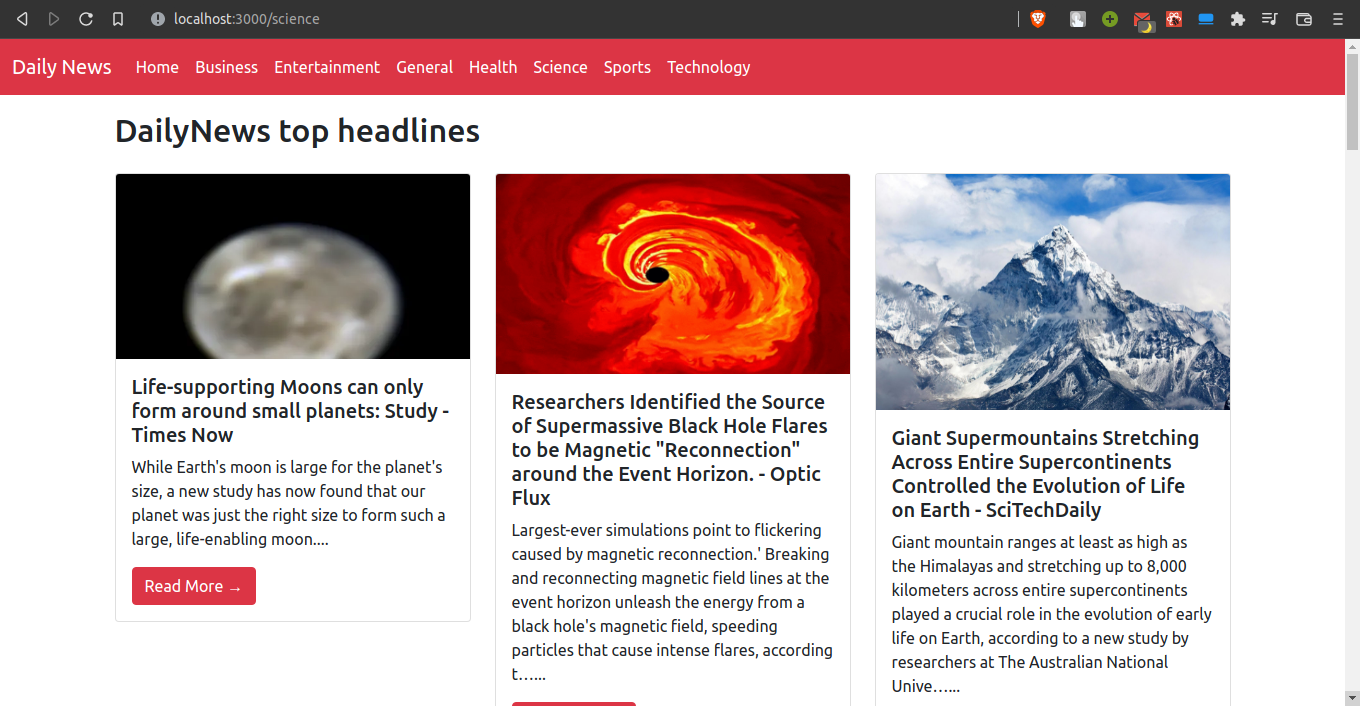 localhost:3000/science
Daily News Home Business Entertainment General Health Science Sports Technology
DailyNews top headlines
Life-supporting Moons can only
form around small planets: Study -
Times Now
While Earth's moon is large for the planet's
size, a new study has now found that our
planet was just the right size to form such a
large, life-enabling moon....
Read More →
Researchers Identified the Source
of Supermassive Black Hole Flares
to be Magnetic "Reconnection"
around the Event Horizon. - Optic
Flux
Largest-ever simulations point to flickering
caused by magnetic reconnection.' Breaking
and reconnecting magnetic field lines at the
event horizon unleash the energy from a
black hole's magnetic field, speeding
particles that cause intense flares, according
t…...
Giant Supermountains Stretching
Across Entire Supercontinents
Controlled the Evolution of Life
on Earth - SciTechDaily
Giant mountain ranges at least as high as
the Himalayas and stretching up to 8,000
kilometers across entire supercontinents
played a crucial role in the evolution of early
life on Earth, according to a new study by
researchers at The Australian National
Unive…...